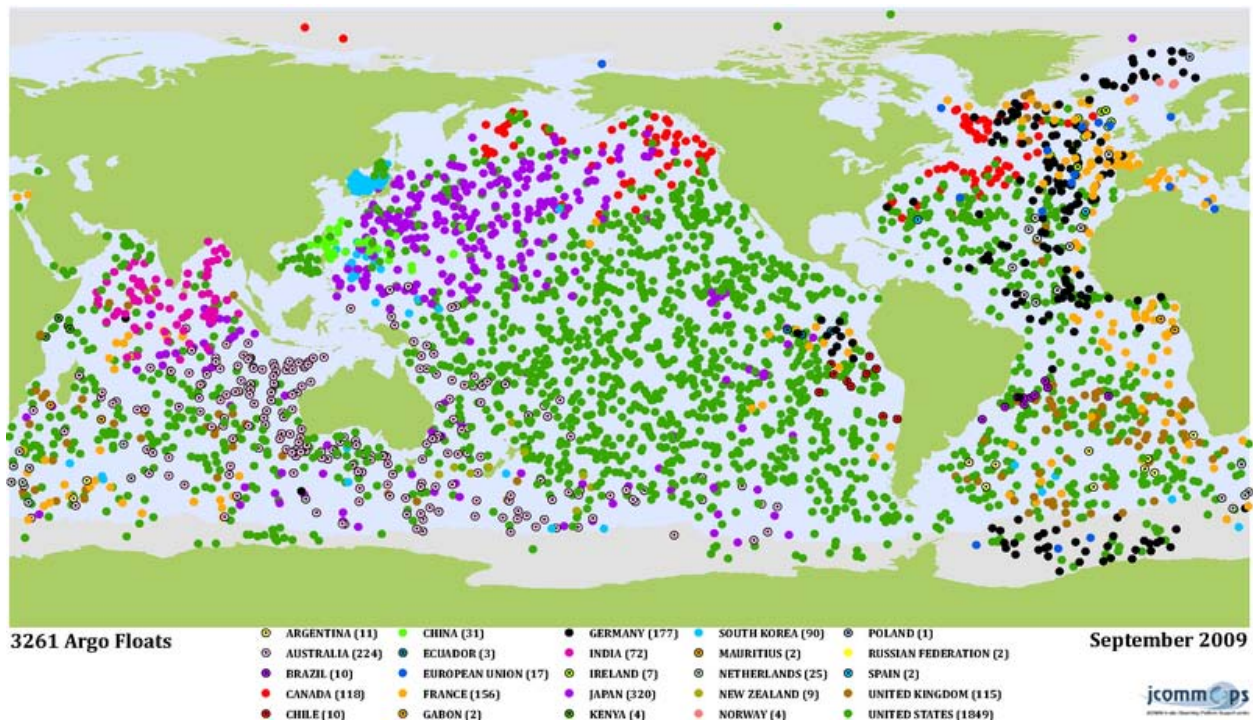 3261 Argo Floats
September 2009
ARGENTINA (11)
AUSTRALIA (224)
BRAZIL (10)
CANADA (118)
CHILE (10)
CHINA (31)
ECUADOR (3)
EUROPEAN UNION (17)
FRANCE (156)
GABON (2)
GERMANY (177)
INDIA (72)
IRELAND (7)
JAPAN (320)
KENYA (4)
SOUTH KOREA (90)
MAURITIUS (2)
NETHERLANDS (25)
NEW ZEALAND (9)
NORWAY (4)
POLAND (1)
RUSSIAN FEDERATION (2)
SPAIN (2)
UNITED KINGDOM (115)
UNITED STATES (1849)
jcommops